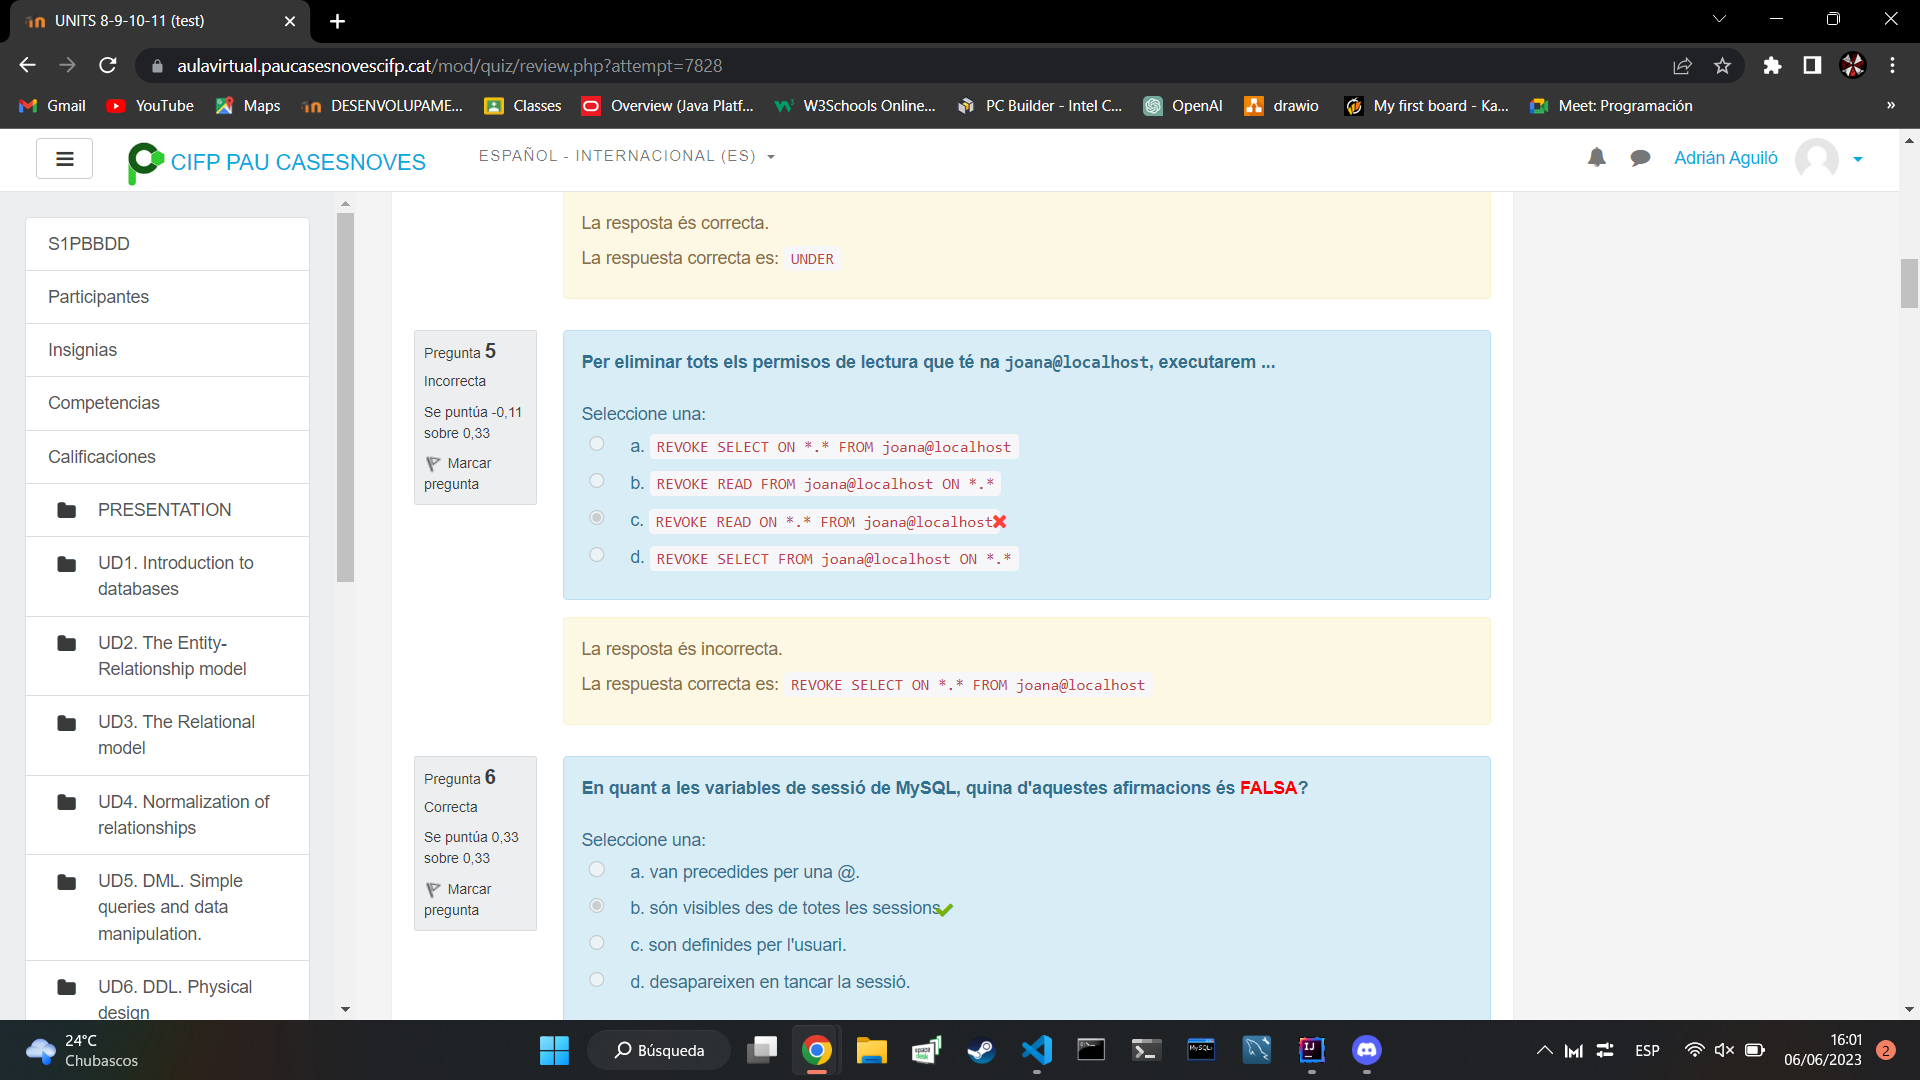 UNITS 8-9-10-11 (test)
aulavirtual.paucasesnovescifp.cat/mod/quiz/review.php?attempt=7828
Gmail
YouTube
Maps
DESENVOLUPAME...
Classes
Overview (Java Platf...
W3Schools Online...
PC Builder - Intel C...
OpenAI
drawio
My first board - Ka...
Meet: Programación
»
CIFP PAU CASESNOVES
ESPAÑOL - INTERNACIONAL (ES)
Adrián Aguiló
S1PBBDD
Participantes
Insignias
Competencias
Calificaciones
PRESENTATION
UD1. Introduction to
databases
UD2. The Entity-
Relationship model
UD3. The Relational
model
UD4. Normalization of
relationships
UD5. DML. Simple
queries and data
manipulation.
UD6. DDL. Physical
design
La resposta és correcta.
La respuesta correcta es: UNDER
Pregunta 5
Incorrecta
Se puntúa -0,11
sobre 0,33
Marcar
pregunta
Per eliminar tots els permisos de lectura que té na joana@localhost, executarem ...
Seleccione una:
a. REVOKE SELECT ON *.* FROM joana@localhost
b. REVOKE READ FROM joana@localhost ON *.*
c. REVOKE READ ON *.* FROM joana@localhost
d. REVOKE SELECT FROM joana@localhost ON *.*
La resposta és incorrecta.
La respuesta correcta es: REVOKE SELECT ON *.* FROM joana@localhost
Pregunta 6
Correcta
Se puntúa 0,33
sobre 0,33
Marcar
pregunta
En quant a les variables de sessió de MySQL, quina d'aquestes afirmacions és FALSA?
Seleccione una:
a. van precedides per una @.
b. són visibles des de totes les sessions
c. son definides per l'usuari.
d. desapareixen en tancar la sessió.
24°C
Chubascos
Búsqueda
ESP
16:01
06/06/2023
2